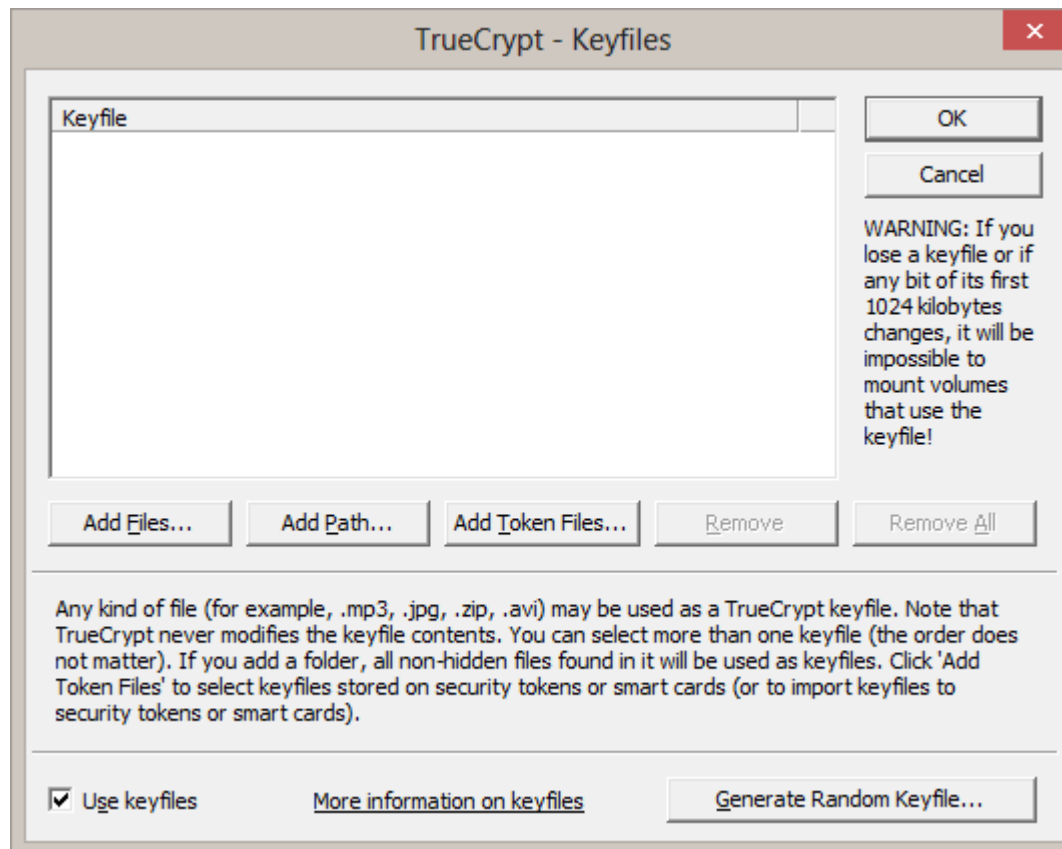 TrueCrypt - Keyfiles
Keyfile
OK
Cancel
WARNING: If you
lose a keyfile or if
any bit of its first
1024 kilobytes
changes, it will be
impossible to
mount volumes
that use the
keyfile!
Add Files...
Add Path...
Add Token Files...
Remove
Remove All
Any kind of file (for example, .mp3, .jpg, .zip, .avi) may be used as a TrueCrypt keyfile. Note that
TrueCrypt never modifies the keyfile contents. You can select more than one keyfile (the order does
not matter). If you add a folder, all non-hidden files found in it will be used as keyfiles. Click 'Add
Token Files' to select keyfiles stored on security tokens or smart cards (or to import keyfiles to
security tokens or smart cards).
Use keyfiles
More information on keyfiles
Generate Random Keyfile...